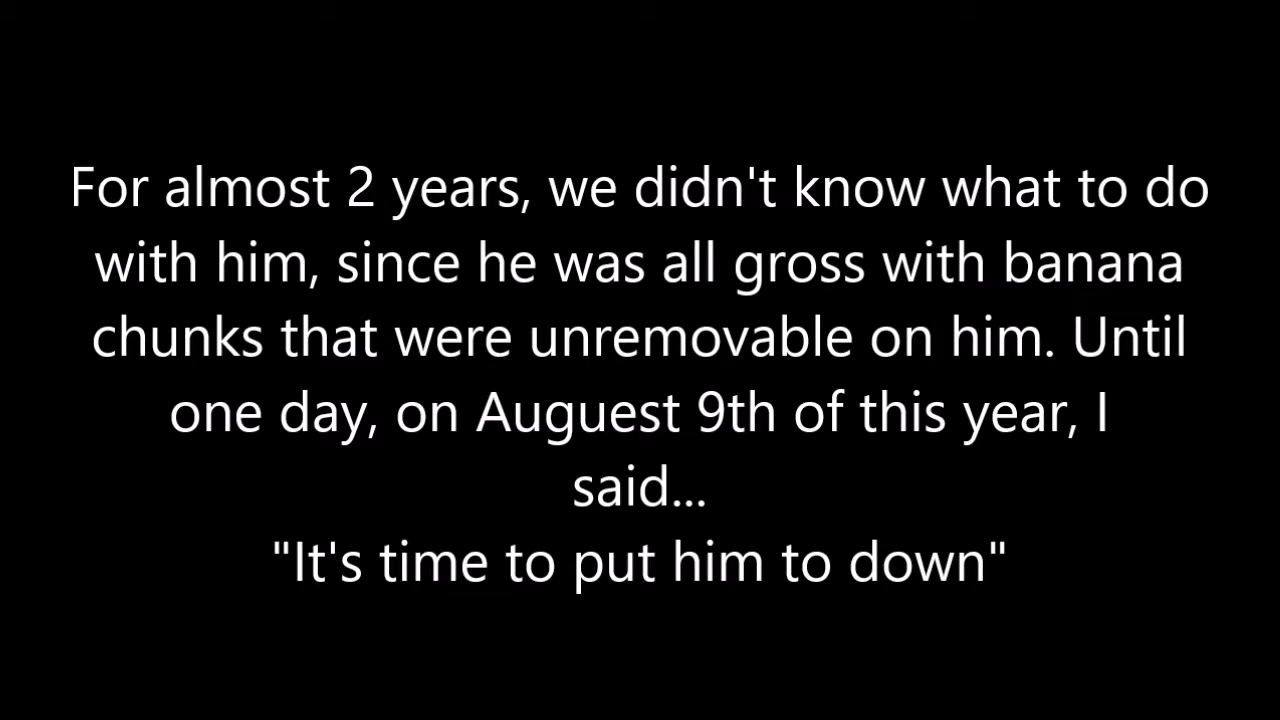 For almost 2 years, we didn't know what to do
with him, since he was all gross with banana
chunks that were unremovable on him. Until
one day, on Auguest 9th of this year, I
said...
"It's time to put him to down"